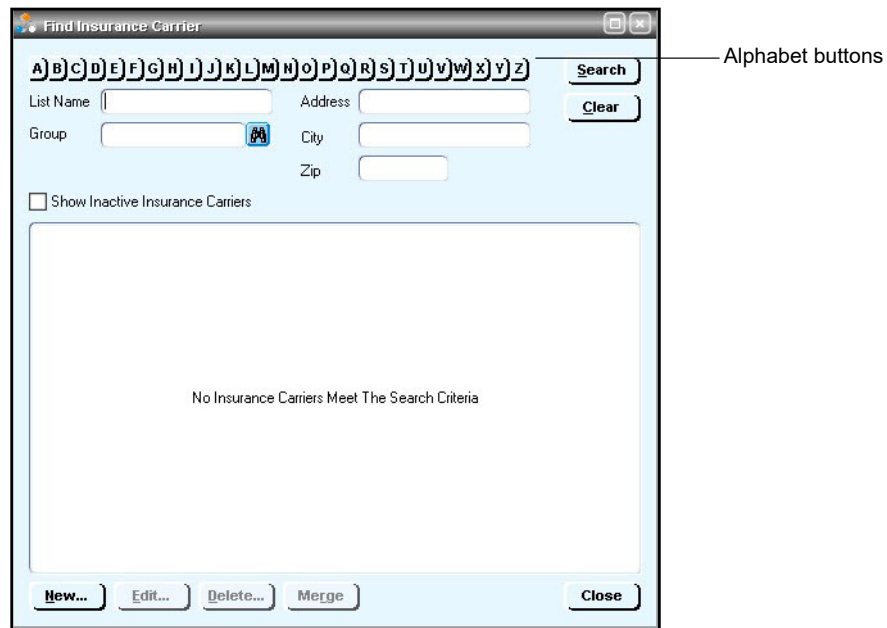 Find Insurance Carrier
A B C D E F G H I J K L M N O P Q R S T U V W X Y Z Search
Alphabet buttons
List Name Address Clear
Group City
Zip
Show Inactive Insurance Carriers
No Insurance Carriers Meet The Search Criteria
New... Edit... Delete... Merge Close